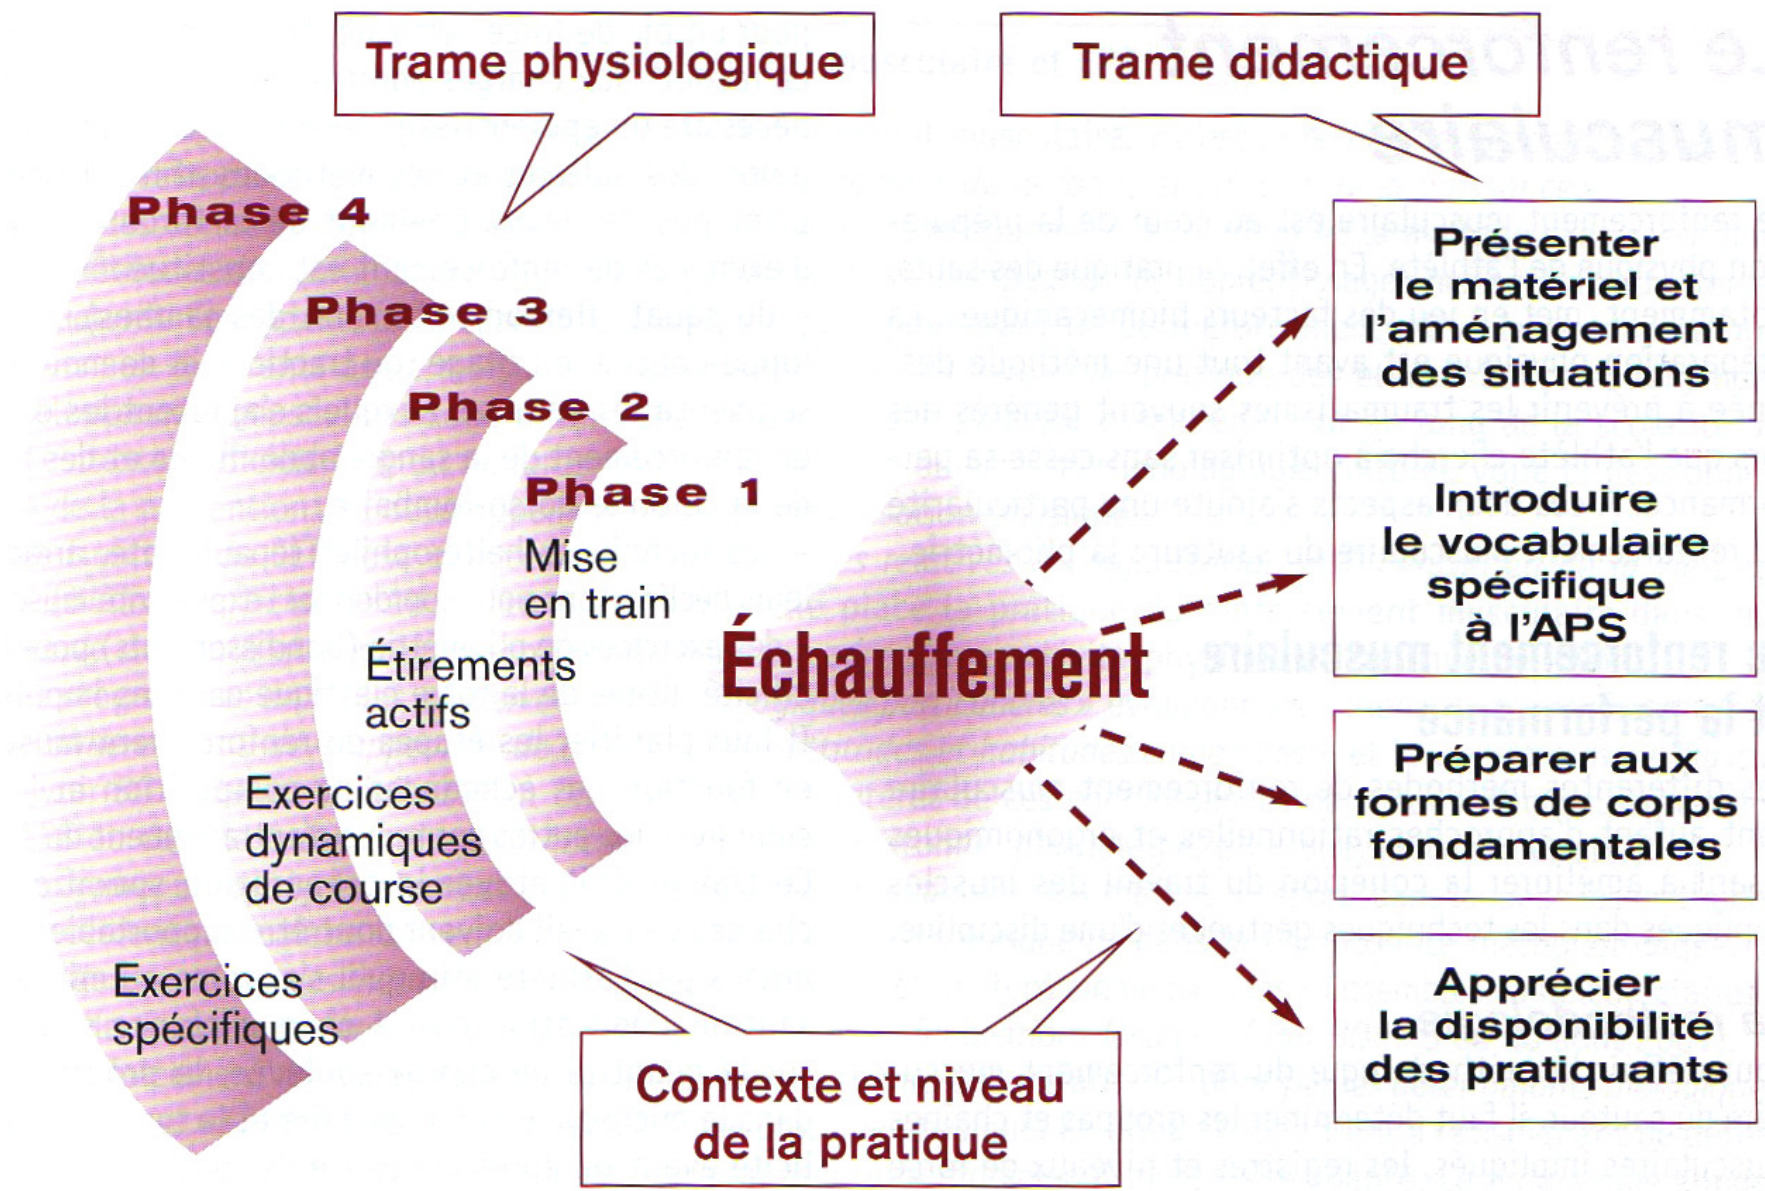 Trame physiologique
Trame didactique
Phase 4
Phase 3
Phase 2
Phase 1
Mise
en train
Étirements
actifs
Exercices
dynamiques
de course
Exercices
spécifiques
Échauffement
Présenter
le matériel et
l'aménagement
des situations
Introduire
le vocabulaire
spécifique
à l'APS
Préparer aux
formes de corps
fondamentales
Apprécier
la disponibilité
des pratiquants
Contexte et niveau
de la pratique